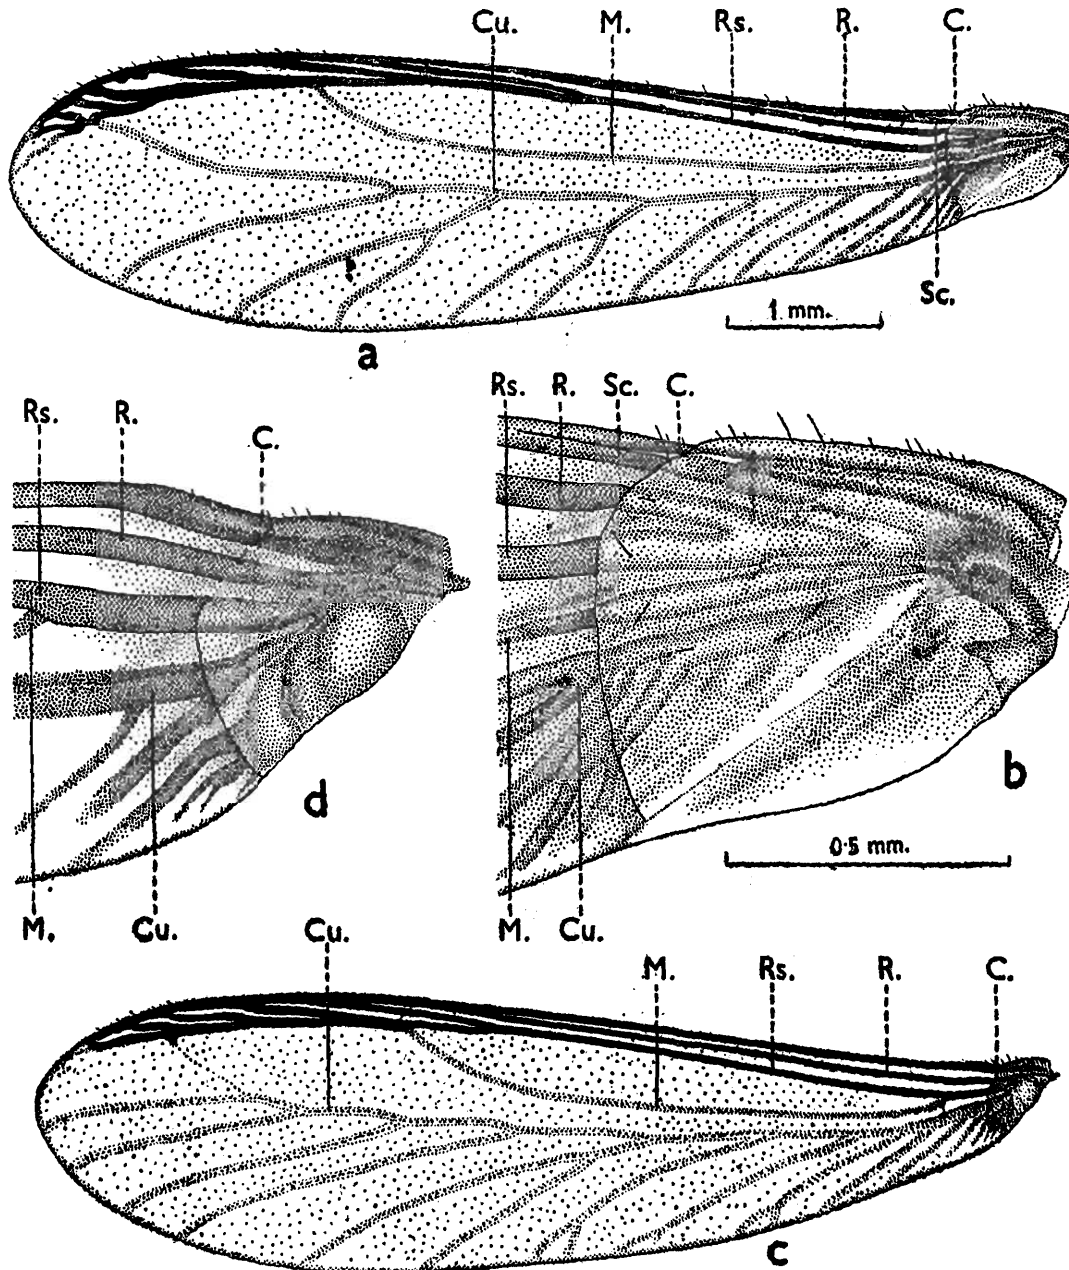 Cu. M. Rs. R. C.
Sc.
1 mm.
a
Rs. R. C.
Rs. R. Sc. C.
d
b
0·5 mm.
M. Cu.
M. Cu.
Cu. M. Rs. R. C.
c